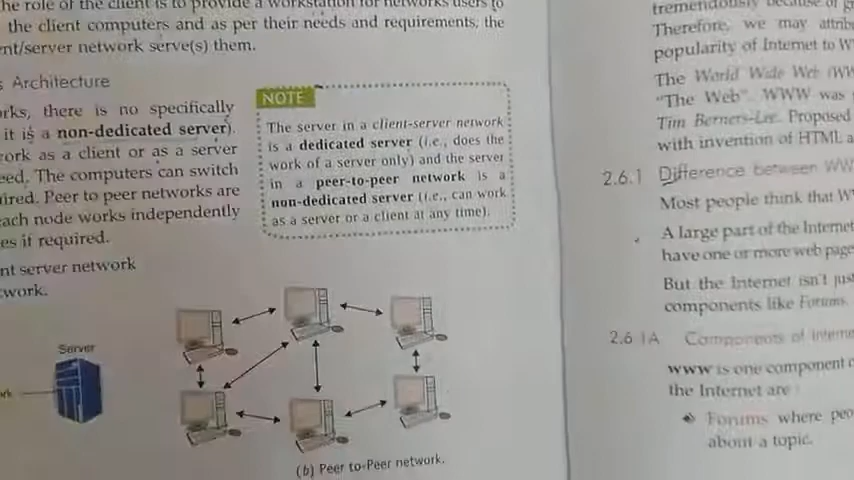 he role of the client is to provide a workstation for networks users to
the client computers and as per their needs and requirements, the
nt/server network serve(s) them.
s Architecture
rks, there is no specifically
it is a non-dedicated server).
ork as a client or as a server
eed. The computers can switch
ired. Peer to peer networks are
each node works independently
es if required.
nt server network
work.
NOTE
The server in a client-server network
is a dedicated server (i.e., does the
work of a server only) and the server
in a peer-to-peer network is a
non-dedicated server (i.e., can work
as a server or a client at any time).
Server
rk
(b) Peer to-Peer network.
tremendously because of
Therefore, we may attrib
popularity of Internet to W
The World Wide Web (WW
"The Web". WWW was
Tim Berners-Lee. Proposed
with invention of HTML a
2.6.1 Difference between WW
Most people think that W
A large part of the Internet
have one or more web page
But the Internet isn't jus
components like Forums.
2.6 1A Components of Interne
www is one component o
the Internet are
Forums where peo
about a topic.